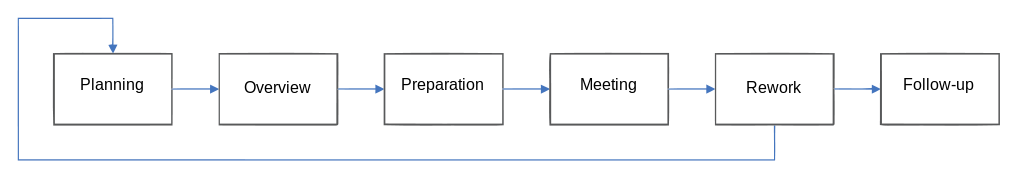 Planning
Overview
Preparation
Meeting
Rework
Follow-up